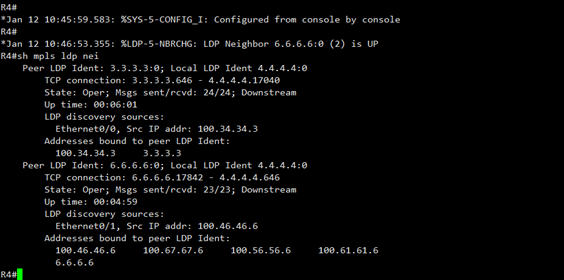 R4#
*Jan 12 10:45:59.583: %SYS-5-CONFIG_I: Configured from console by console
R4#
*Jan 12 10:46:53.355: %LDP-5-NBRCHG: LDP Neighbor 6.6.6.6:0 (2) is UP
R4#sh mpls ldp nei
    Peer LDP Ident: 3.3.3.3:0; Local LDP Ident 4.4.4.4:0
        TCP connection: 3.3.3.3.646 - 4.4.4.4.17040
        State: Oper; Msgs sent/rcvd: 24/24; Downstream
        Up time: 00:06:01
        LDP discovery sources:
          Ethernet0/0, Src IP addr: 100.34.34.3
        Addresses bound to peer LDP Ident:
          100.34.34.3     3.3.3.3
    Peer LDP Ident: 6.6.6.6:0; Local LDP Ident 4.4.4.4:0
        TCP connection: 6.6.6.6.17842 - 4.4.4.4.646
        State: Oper; Msgs sent/rcvd: 23/23; Downstream
        Up time: 00:04:59
        LDP discovery sources:
          Ethernet0/1, Src IP addr: 100.46.46.6
        Addresses bound to peer LDP Ident:
          100.46.46.6     100.67.67.6     100.56.56.6     100.61.61.6
          6.6.6.6
R4#